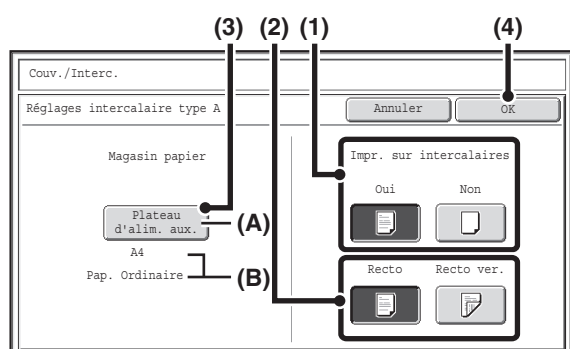 (3) (2) (1) (4)
Couv./Interc.
Réglages intercalaire type A
Annuler
OK
Magasin papier
Plateau
d'alim. aux.
(A)
A4
Pap. Ordinaire
(B)
Impr. sur intercalaires
Oui Non
Recto Recto ver.